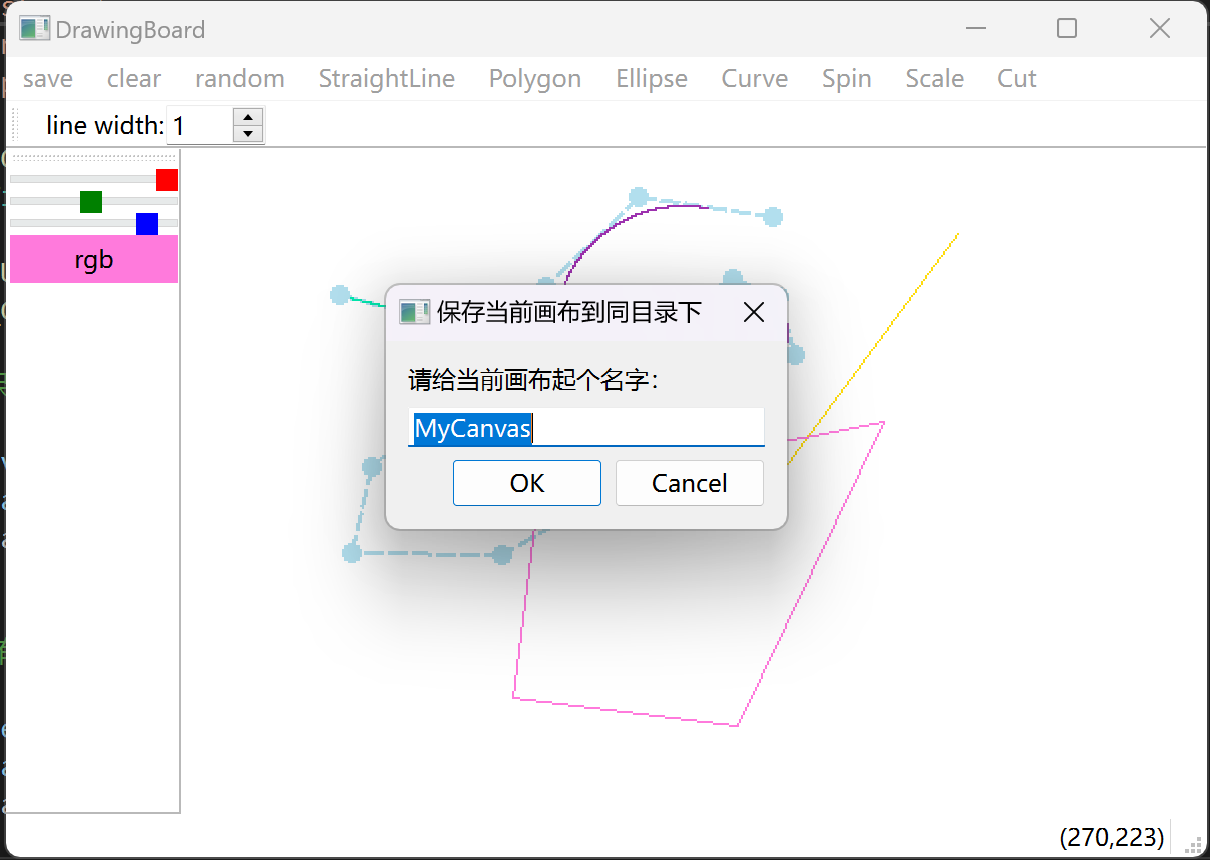 DrawingBoard
save clear random StraightLine Polygon Ellipse Curve Spin Scale Cut
line width: 1
rgb
保存当前画布到同目录下
请给当前画布起个名字：
MyCanvas
OK Cancel
(270,223)